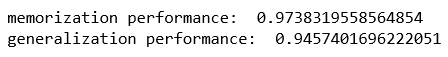 memorization performance:  0.9738319558564854
generalization performance:  0.9457401696222051